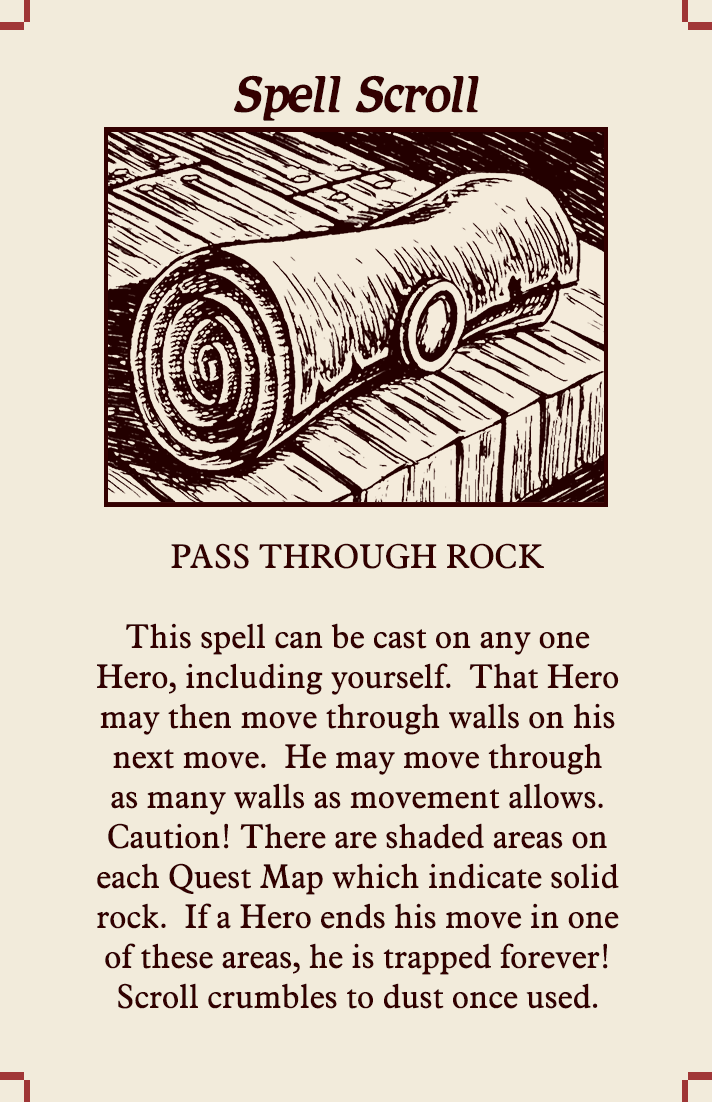 Spell Scroll
PASS THROUGH ROCK
This spell can be cast on any one
Hero, including yourself.  That Hero
may then move through walls on his
next move.  He may move through
as many walls as movement allows.
Caution! There are shaded areas on
each Quest Map which indicate solid
rock.  If a Hero ends his move in one
of these areas, he is trapped forever!
Scroll crumbles to dust once used.